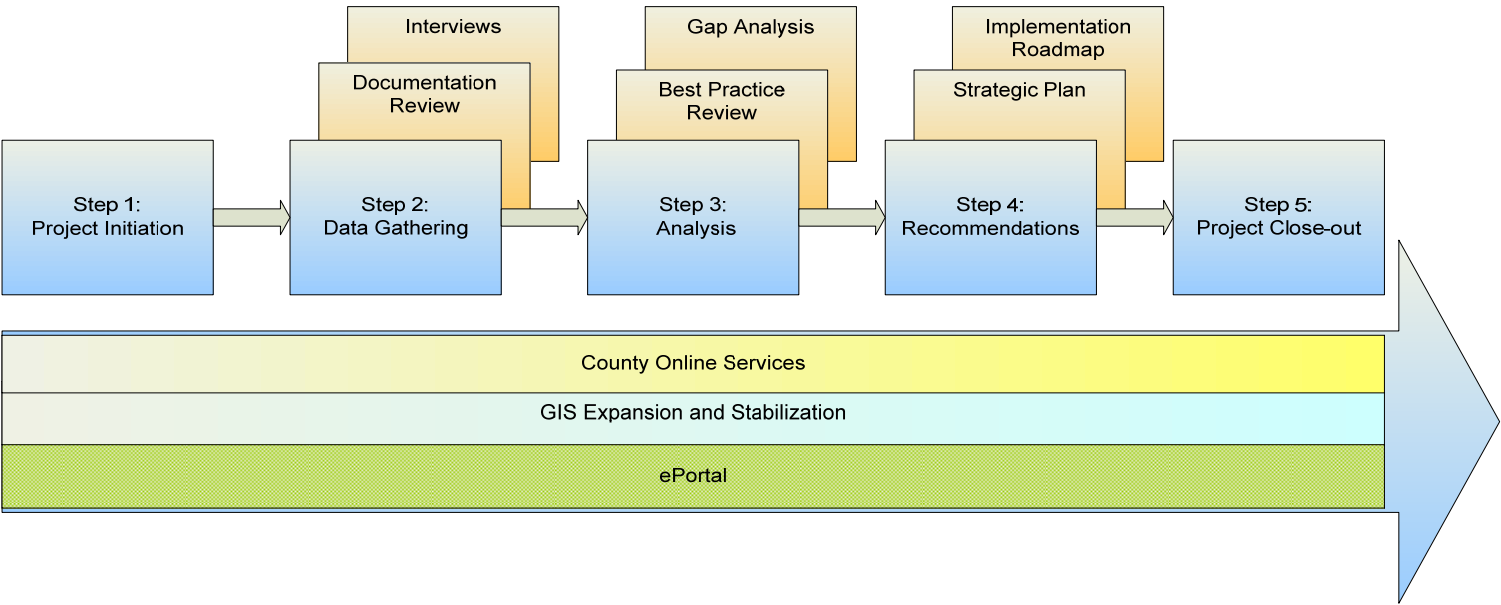 Interviews
Documentation
Review
Gap Analysis
Best Practice
Review
Implementation
Roadmap
Strategic Plan
Step 1:
Project Initiation
Step 2:
Data Gathering
Step 3:
Analysis
Step 4:
Recommendations
Step 5:
Project Close-out
County Online Services
GIS Expansion and Stabilization
ePortal